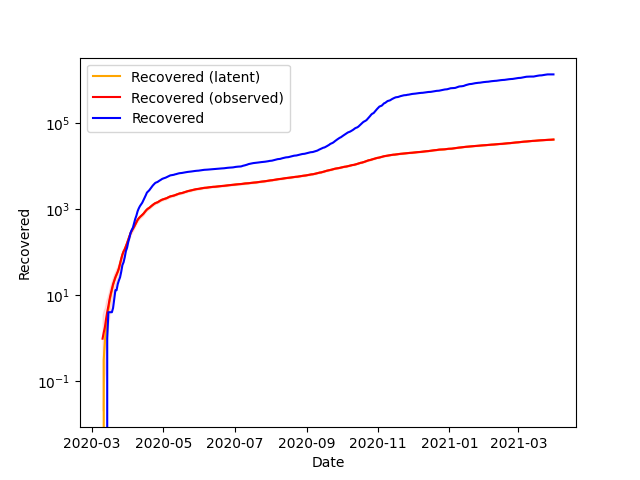 Recovered (latent)
Recovered (observed)
Recovered
10^5
10^3
10^1
10^-1
Recovered
2020-03 2020-05 2020-07 2020-09 2020-11 2021-01 2021-03
Date